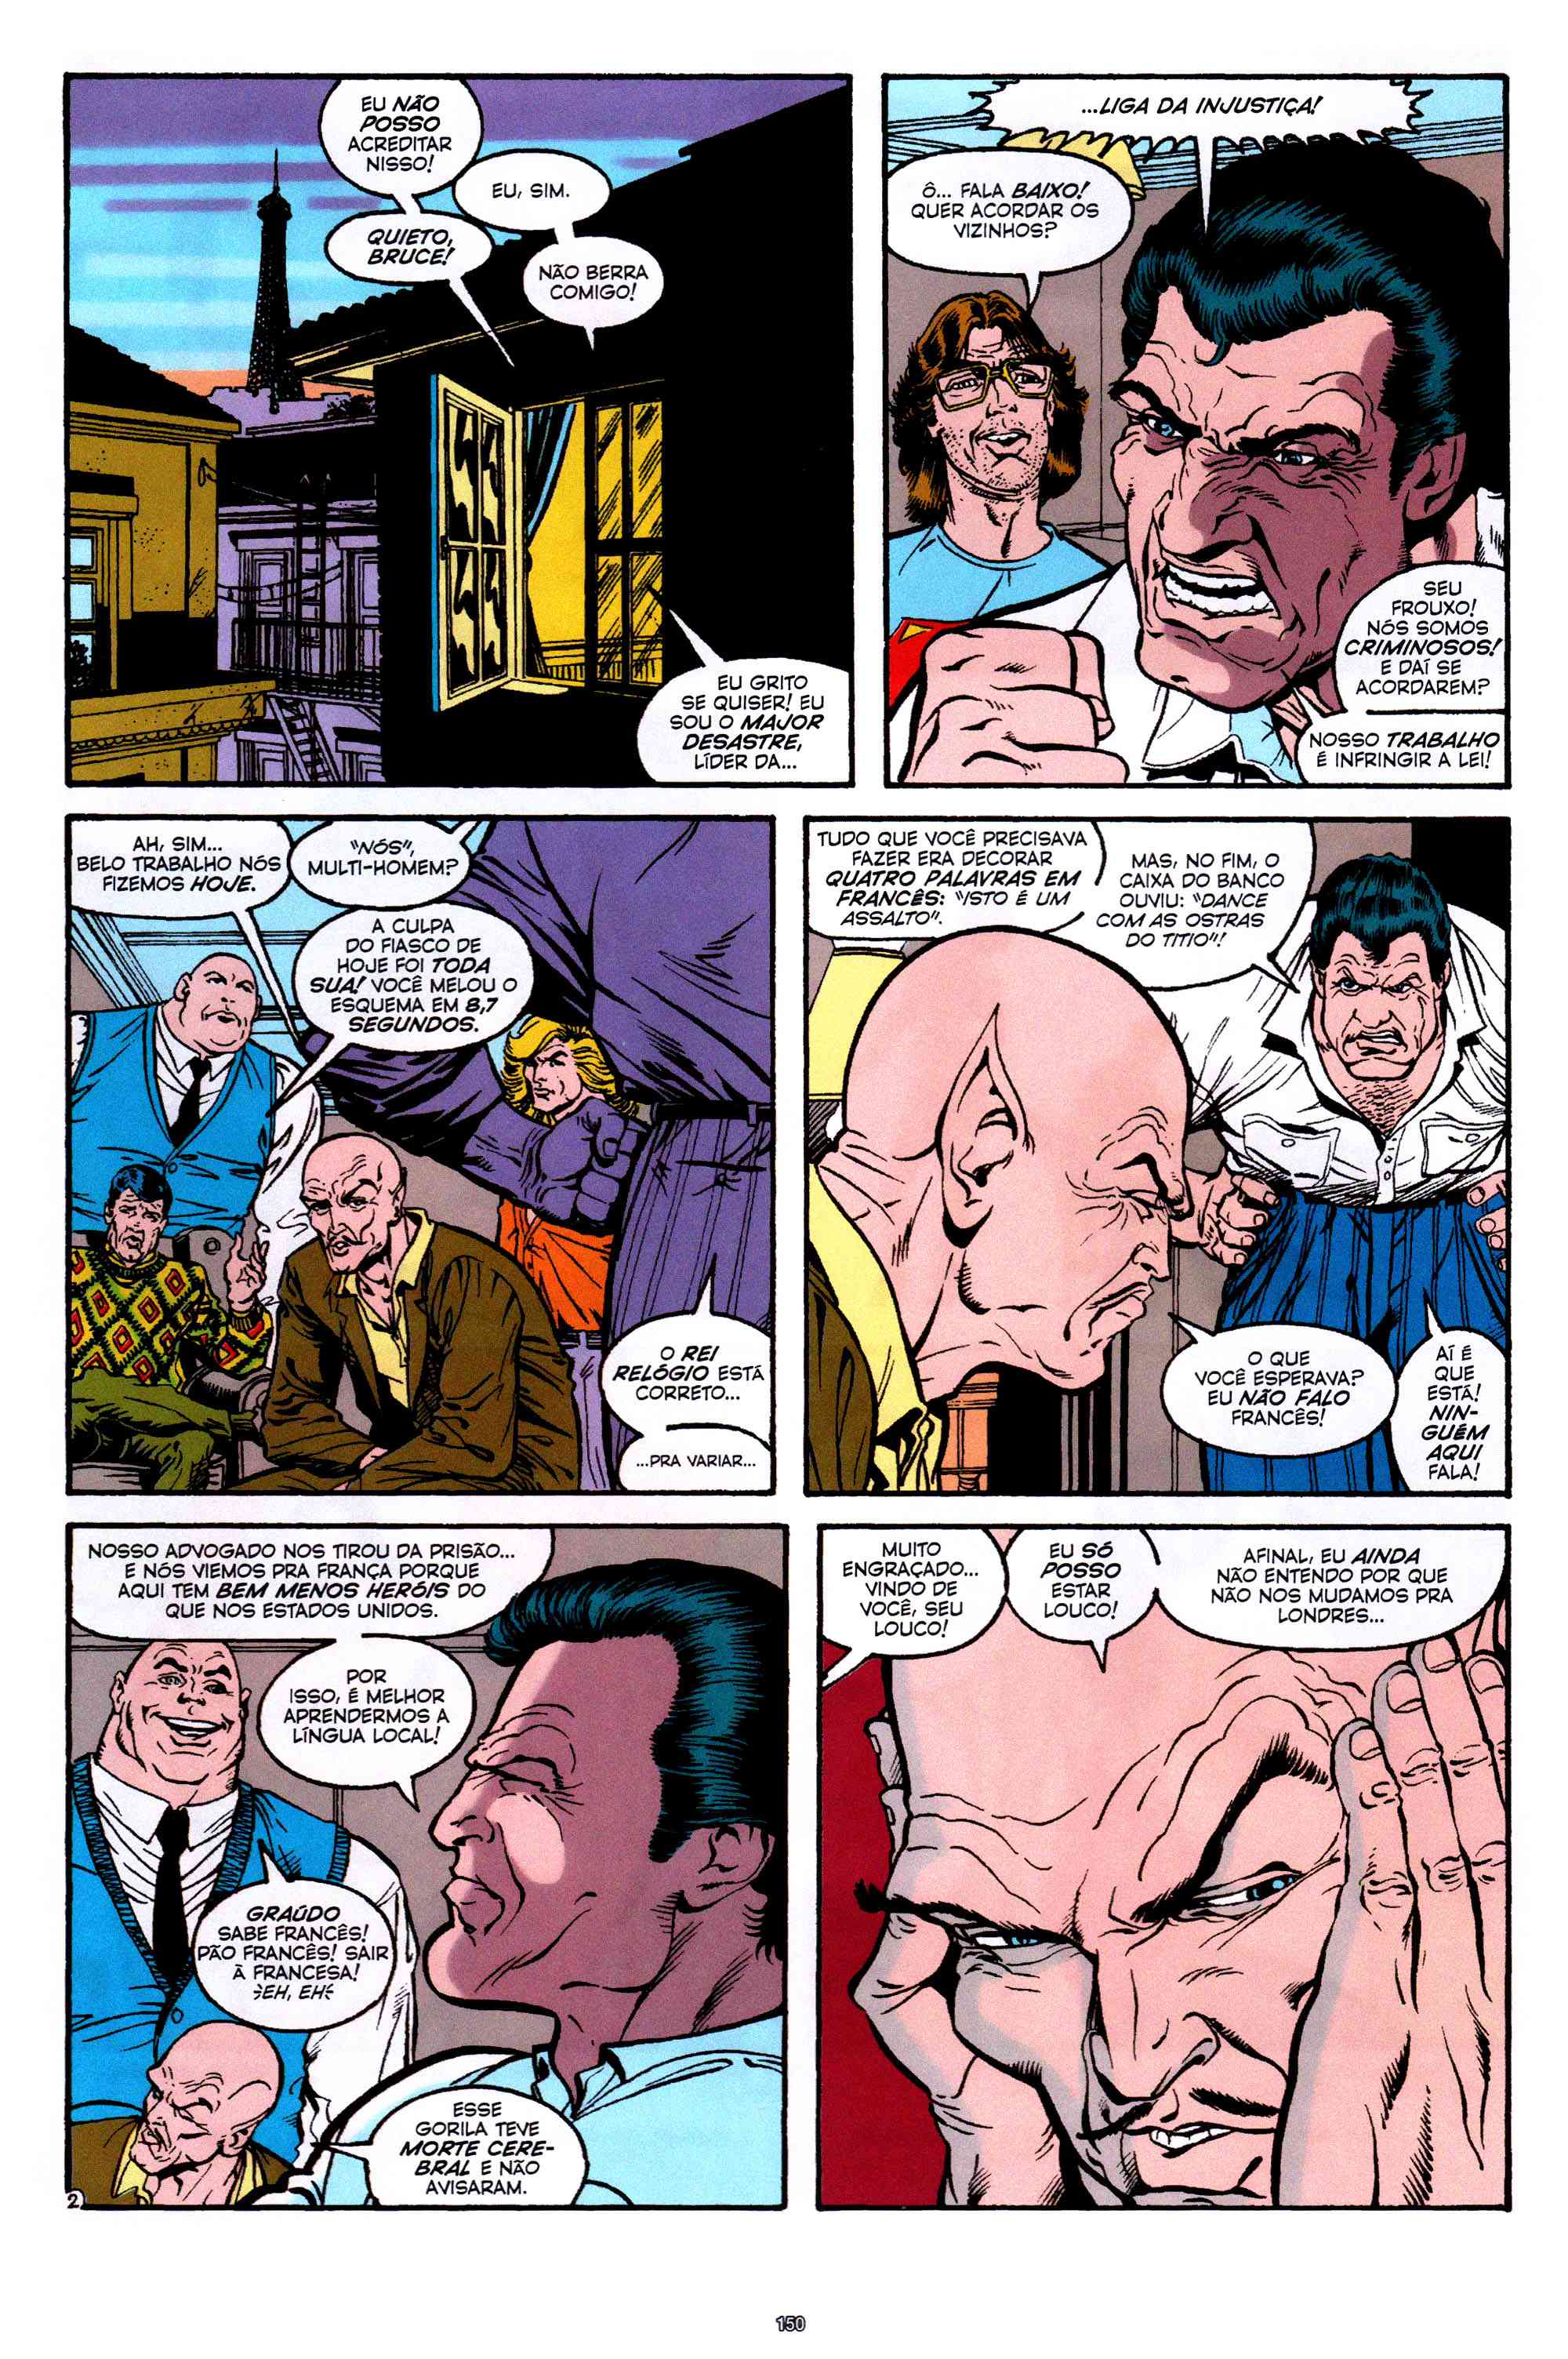 EU NÃO
POSSO
ACREDITAR
NISSO!
EU, SIM.
QUIETO,
BRUCE!
NÃO BERRA
COMIGO!
EU GRITO
SE QUISER! EU
SOU O MAJOR
DESASTRE,
LÍDER DA...
...LIGA DA INJUSTIÇA!
Ô... FALA BAIXO!
QUER ACORDAR OS
VIZINHOS?
SEU
FROUXO!
NÓS SOMOS
CRIMINOSOS!
E DAÍ SE
ACORDAREM?
NOSSO TRABALHO
É INFRINGIR A LEI!
AH, SIM...
BELO TRABALHO NÓS
FIZEMOS HOJE.
"NÓS",
MULTI-HOMEM?
A CULPA
DO FIASCO DE
HOJE FOI TODA
SUA! VOCÊ MELOU O
ESQUEMA EM 8,7
SEGUNDOS.
O REI
RELÓGIO ESTÁ
CORRETO...
...PRA VARIAR...
TUDO QUE VOCÊ PRECISAVA
FAZER ERA DECORAR
QUATRO PALAVRAS EM
FRANCÊS: "ISTO É UM
ASSALTO".
MAS, NO FIM, O
CAIXA DO BANCO
OUVIU: "DANCE
COM AS OSTRAS
DO TITIO"!
O QUE
VOCÊ ESPERAVA?
EU NÃO FALO
FRANCÊS!
AÍ É
QUE
ESTÁ!
NIN-
GUÉM
AQUI
FALA!
NOSSO ADVOGADO NOS TIROU DA PRISÃO...
E NÓS VIEMOS PRA FRANÇA PORQUE
AQUI TEM BEM MENOS HERÓIS DO
QUE NOS ESTADOS UNIDOS.
POR
ISSO, É MELHOR
APRENDERMOS A
LÍNGUA LOCAL!
GRAÚDO
SABE FRANCÊS!
PÃO FRANCÊS! SAIR
À FRANCESA!
EH, EH
ESSE
GORILA TEVE
MORTE CERE-
BRAL E NÃO
AVISARAM.
2
MUITO
ENGRAÇADO...
VINDO DE
VOCÊ, SEU
LOUCO!
EU SÓ
POSSO
ESTAR
LOUCO!
AFINAL, EU AINDA
NÃO ENTENDO POR QUE
NÃO NOS MUDAMOS PRA
LONDRES...
150